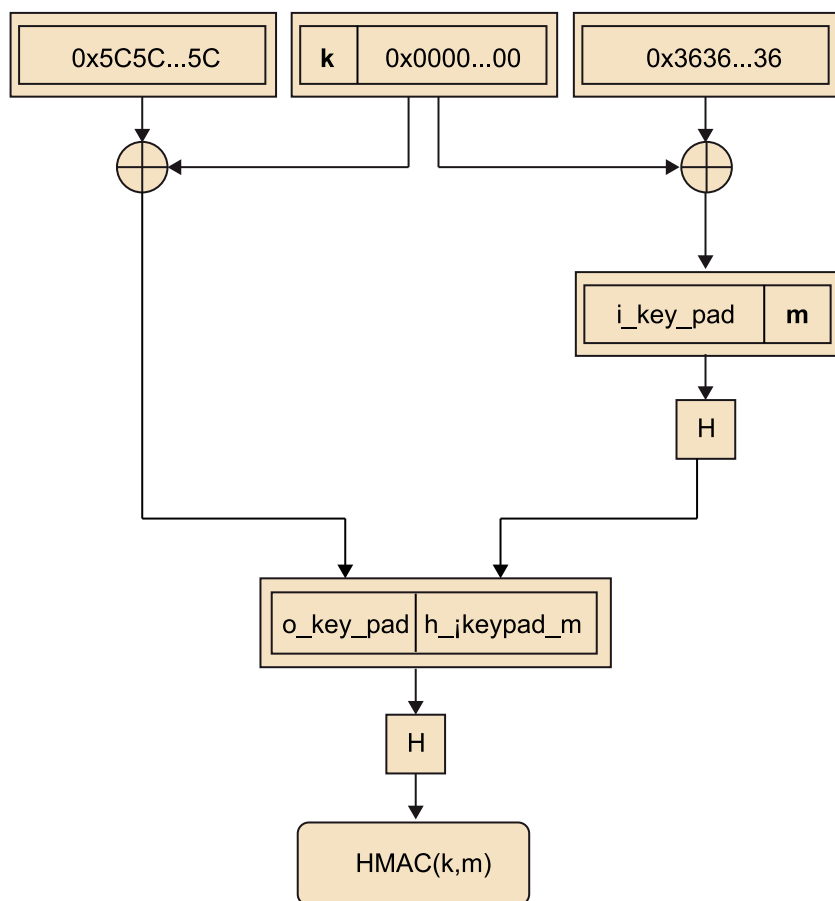 0x5C5C...5C
k 0x0000...00
0x3636...36
i_key_pad m
H
o_key_pad h_¡keypad_m
H
HMAC(k,m)